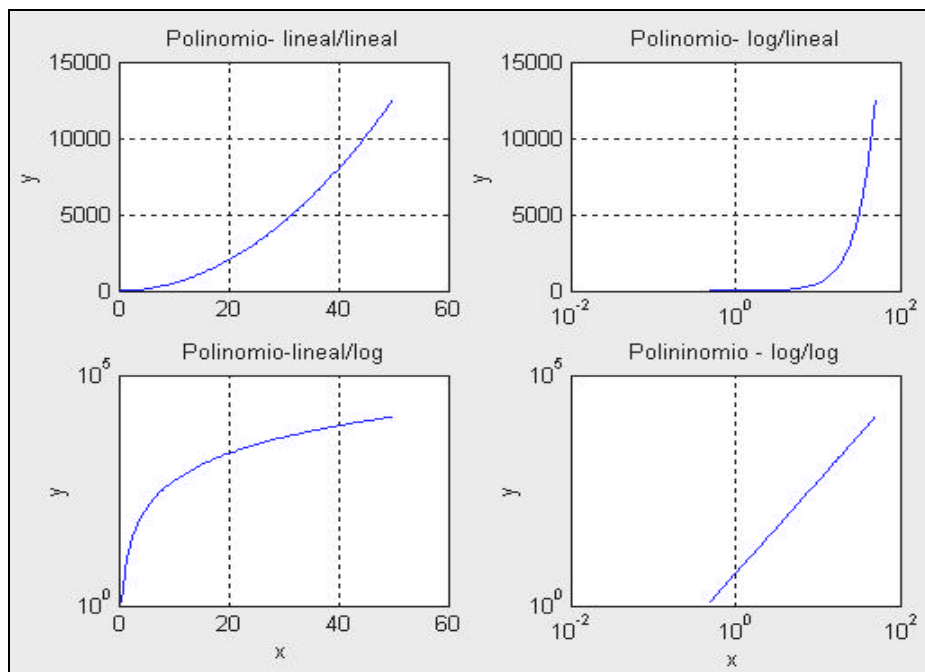 Polinomio- lineal/lineal
15000
10000
5000
0
y
0 20 40 60
Polinomio- log/lineal
15000
10000
5000
0
y
10^-2 10^0 10^2
Polinomio-lineal/log
10^5
10^0
y
0 20 40 60
x
Polininomio - log/log
10^5
10^0
y
10^-2 10^0 10^2
x